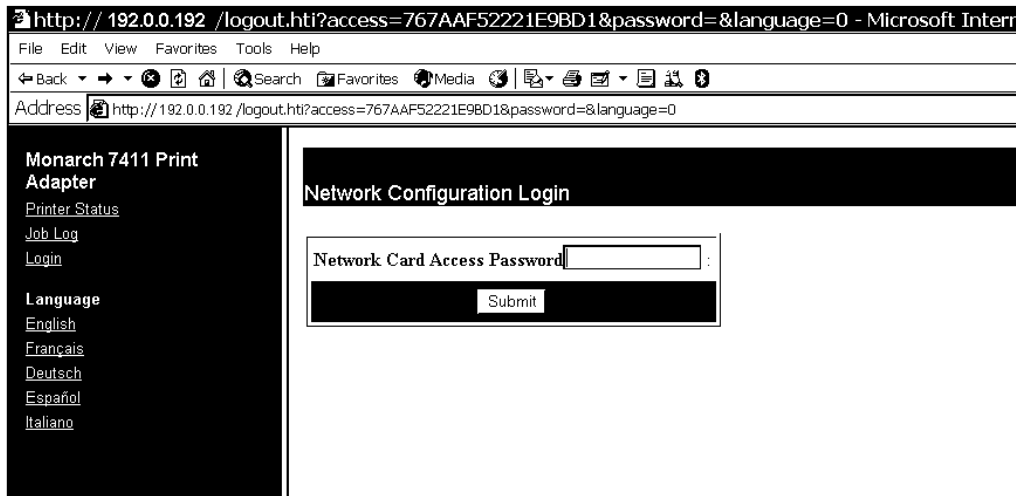 http:// 192.0.0.192 /logout.hti?access=767AAF52221E9BD1&password=&language=0 - Microsoft Intern
File Edit View Favorites Tools Help
Back Search Favorites Media
Address http:// 192.0.0.192 /logout.hti?access=767AAF52221E9BD1&password=&language=0
Monarch 7411 Print
Adapter
Printer Status
Job Log
Login
Language
English
Français
Deutsch
Español
Italiano
Network Configuration Login
Network Card Access Password :
Submit